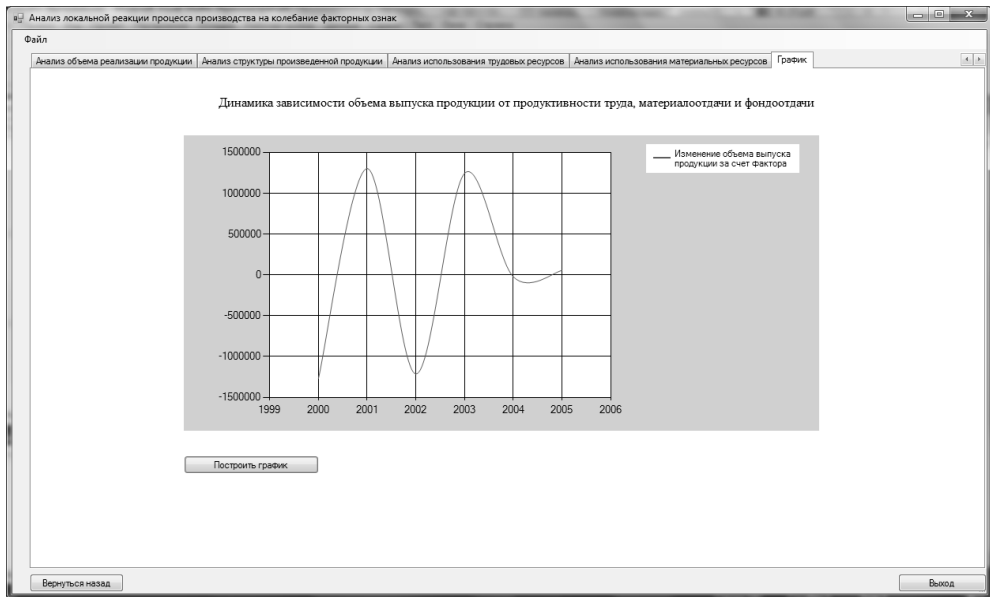 Анализ локальной реакции процесса производства на колебание факторных ознак
Файл
Анализ объема реализации продукции
Анализ структуры произведенной продукции
Анализ использования трудовых ресурсов
Анализ использования материальных ресурсов
График
Динамика зависимости объема выпуска продукции от продуктивности труда, материалоотдачи и фондоотдачи
1500000
1000000
500000
0
-500000
-1000000
-1500000
1999 2000 2001 2002 2003 2004 2005 2006
Изменение объема выпуска
продукции за счет фактора
Построить график
Вернуться назад
Выход